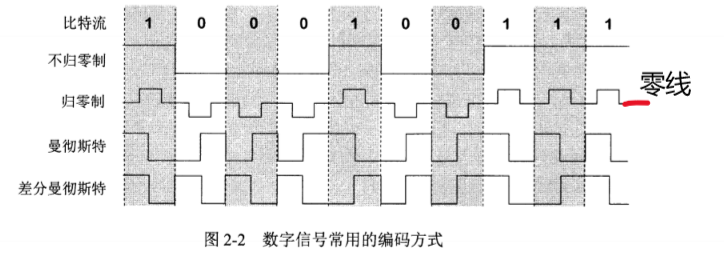 比特流 1 0 0 0 1 0 0 1 1 1
不归零制
归零制 零线
曼彻斯特
差分曼彻斯特
图 2-2 数字信号常用的编码方式